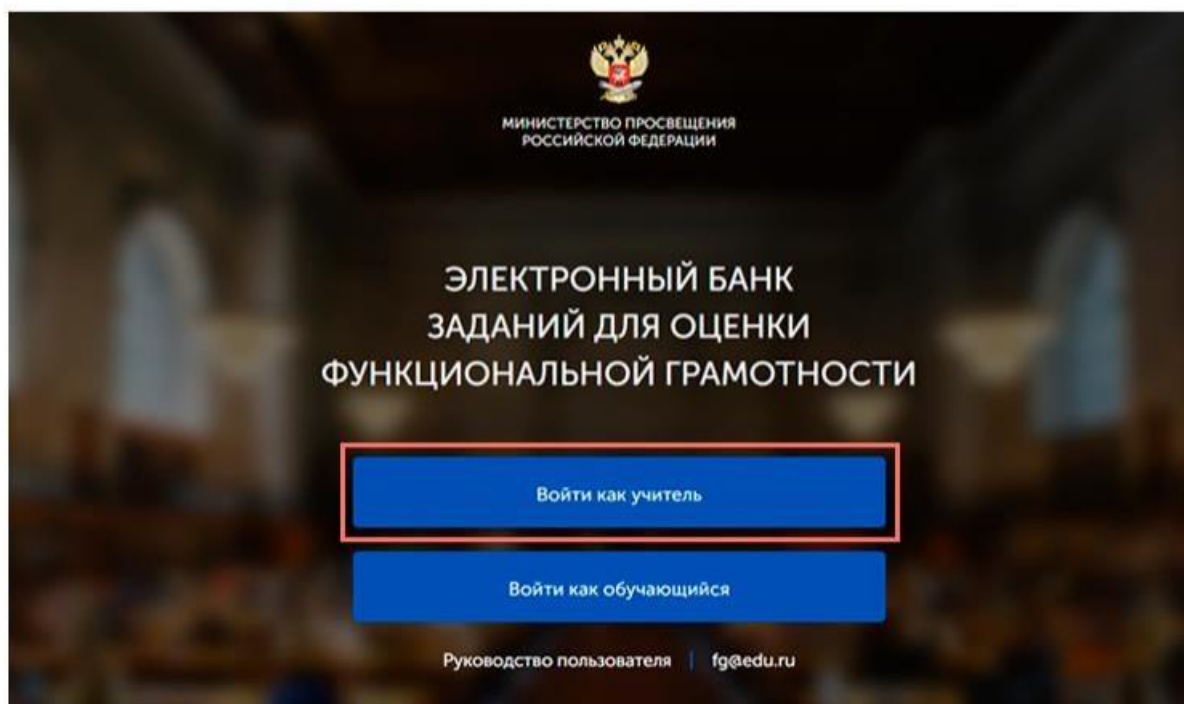 МИНИСТЕРСТВО ПРОСВЕЩЕНИЯ
РОССИЙСКОЙ ФЕДЕРАЦИИ
ЭЛЕКТРОННЫЙ БАНК
ЗАДАНИЙ ДЛЯ ОЦЕНКИ
ФУНКЦИОНАЛЬНОЙ ГРАМОТНОСТИ
Войти как учитель
Войти как обучающийся
Руководство пользователя | fg@edu.ru